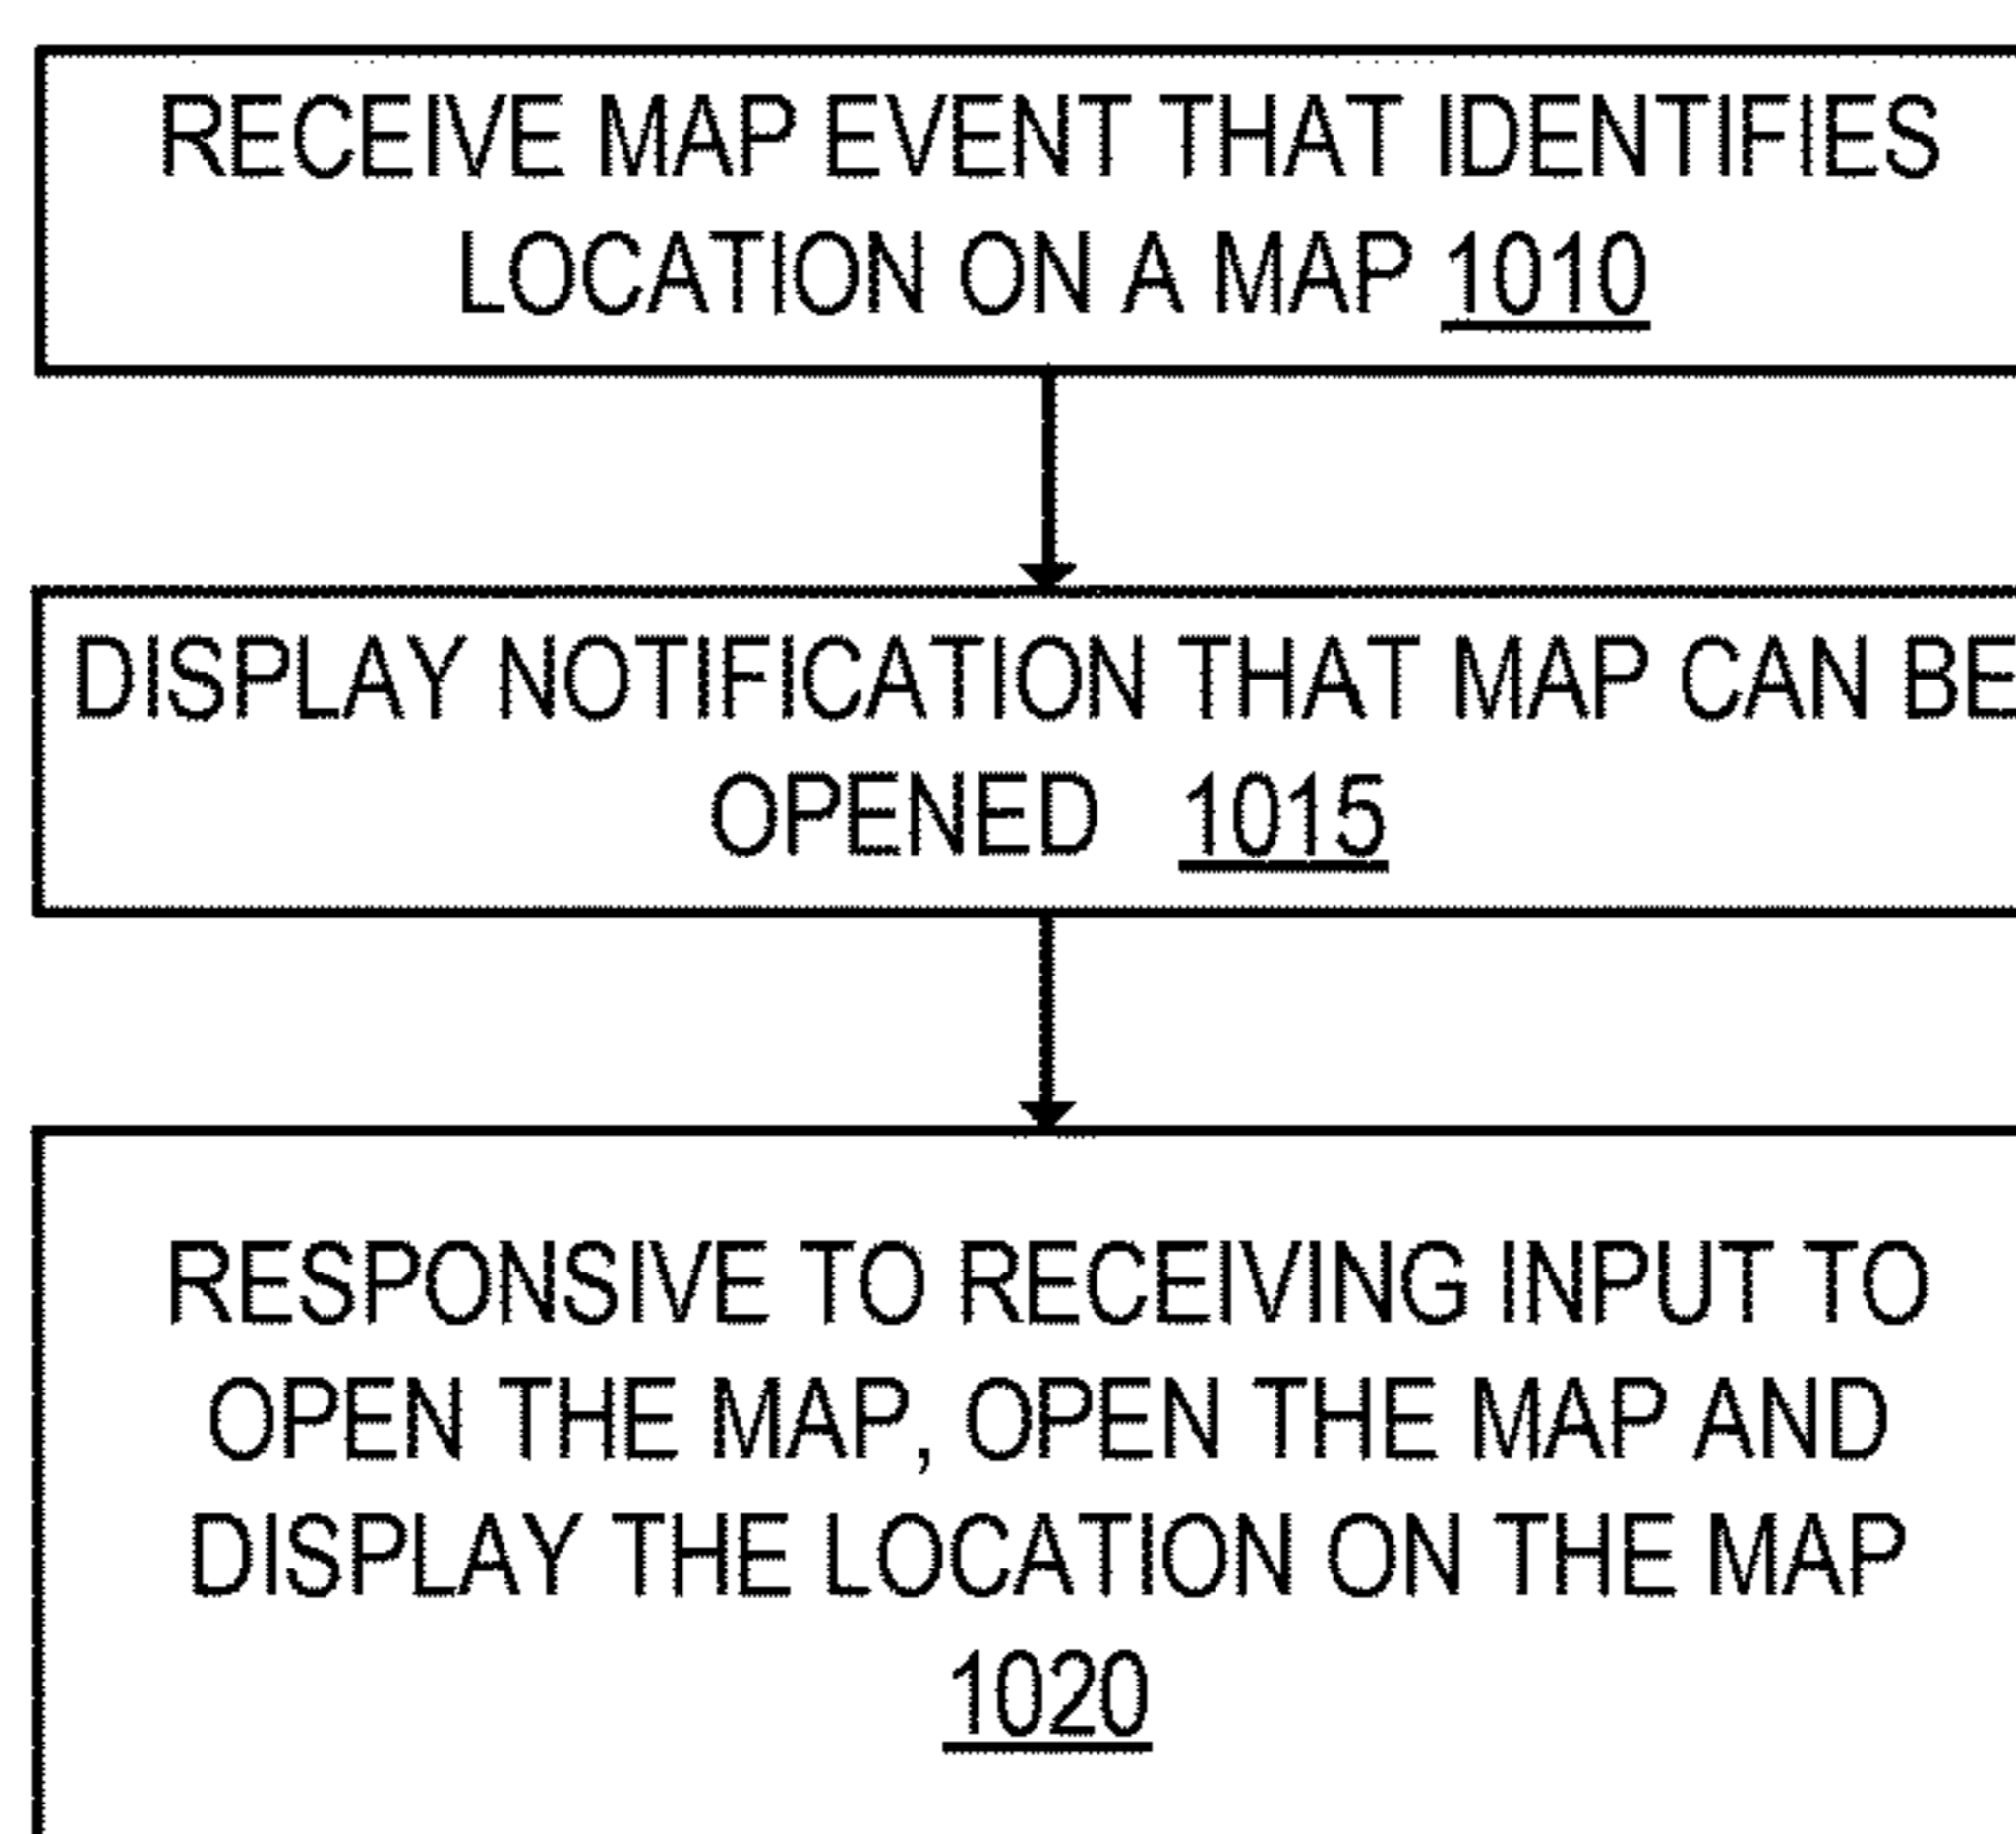 RECEIVE MAP EVENT THAT IDENTIFIES
LOCATION ON A MAP 1010
DISPLAY NOTIFICATION THAT MAP CAN BE
OPENED 1015
RESPONSIVE TO RECEIVING INPUT TO
OPEN THE MAP, OPEN THE MAP AND
DISPLAY THE LOCATION ON THE MAP
1020